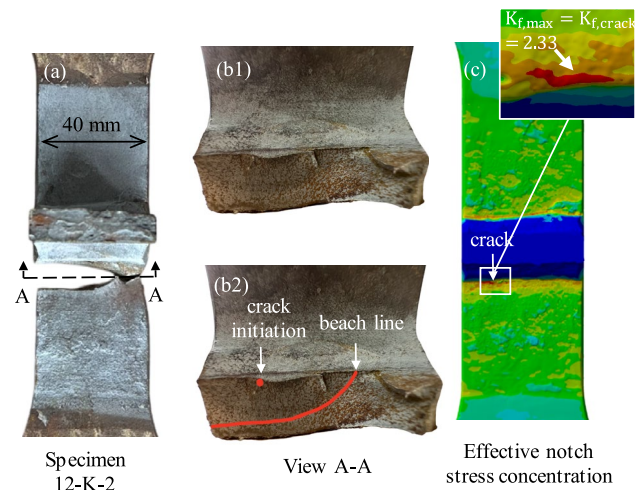 K_f,max = K_f,crack
= 2.33
(a)
(b1)
(c)
40 mm
crack
A
A
(b2)
crack
initiation
beach line
Specimen
12-K-2
View A-A
Effective notch
stress concentration